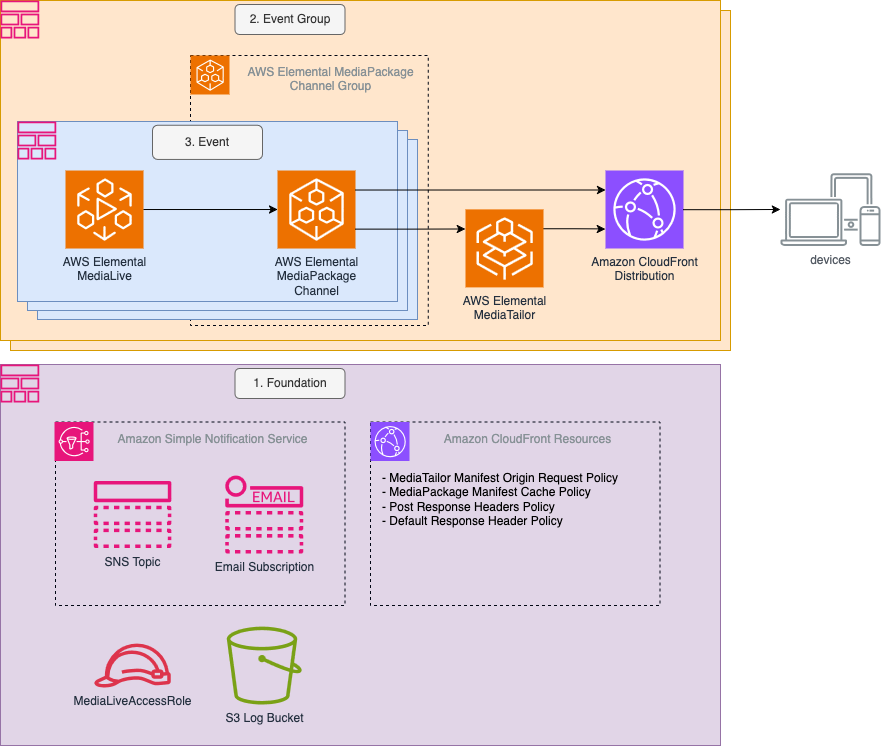 2. Event Group
AWS Elemental MediaPackage
Channel Group
3. Event
AWS Elemental
MediaLive
AWS Elemental
MediaPackage
Channel
AWS Elemental
MediaTailor
Amazon CloudFront
Distribution
devices
1. Foundation
Amazon Simple Notification Service
SNS Topic
EMAIL
Email Subscription
Amazon CloudFront Resources
- MediaTailor Manifest Origin Request Policy
- MediaPackage Manifest Cache Policy
- Post Response Headers Policy
- Default Response Header Policy
MediaLiveAccessRole
S3 Log Bucket